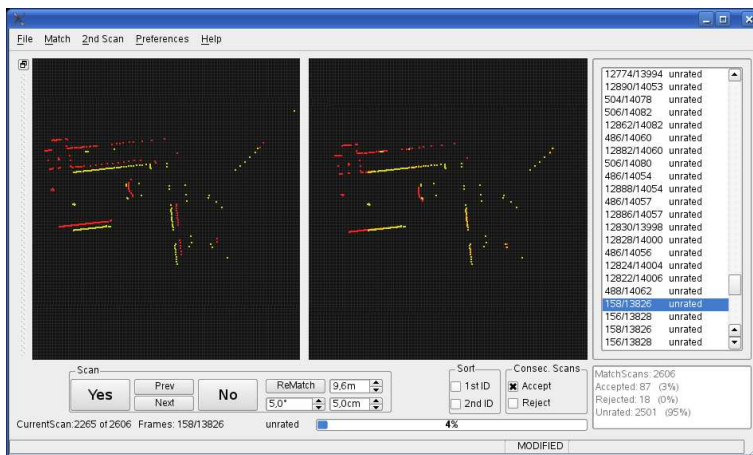 File Match 2nd Scan Preferences Help
12774/13994 unrated
12890/14053 unrated
504/14078 unrated
506/14082 unrated
12862/14082 unrated
486/14060 unrated
12882/14060 unrated
506/14080 unrated
486/14054 unrated
12888/14054 unrated
486/14057 unrated
12886/14057 unrated
12830/13998 unrated
12828/14000 unrated
486/14056 unrated
12824/14004 unrated
12822/14006 unrated
488/14062 unrated
158/13826 unrated
156/13828 unrated
158/13826 unrated
156/13828 unrated
Scan
Yes
Prev
Next
No
ReMatch 9,6m
5,0° 5,0cm
Sort
1st ID
2nd ID
Consec. Scans
Accept
Reject
MatchScans: 2606
Accepted: 87 (3%)
Rejected: 18 (0%)
Unrated: 2501 (95%)
CurrentScan:2265 of 2606 Frames: 158/13826 unrated 4%
MODIFIED